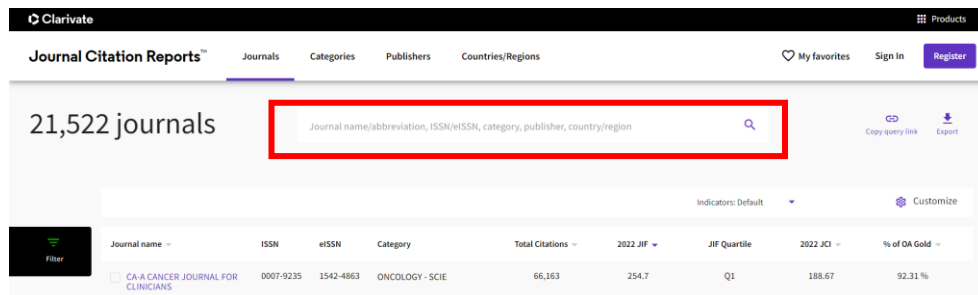 Clarivate
Products
Journal Citation Reports™
Journals
Categories
Publishers
Countries/Regions
My favorites
Sign In
Register
21,522 journals
Journal name/abbreviation, ISSN/eISSN, category, publisher, country/region
Copy query link
Export
Indicators: Default
Customize
Filter
Journal name
ISSN
eISSN
Category
Total Citations
2022 JIF
JIF Quartile
2022 JCI
% of OA Gold
CA-A CANCER JOURNAL FOR
CLINICIANS
0007-9235
1542-4863
ONCOLOGY - SCIE
66,163
254.7
Q1
188.67
92.31 %